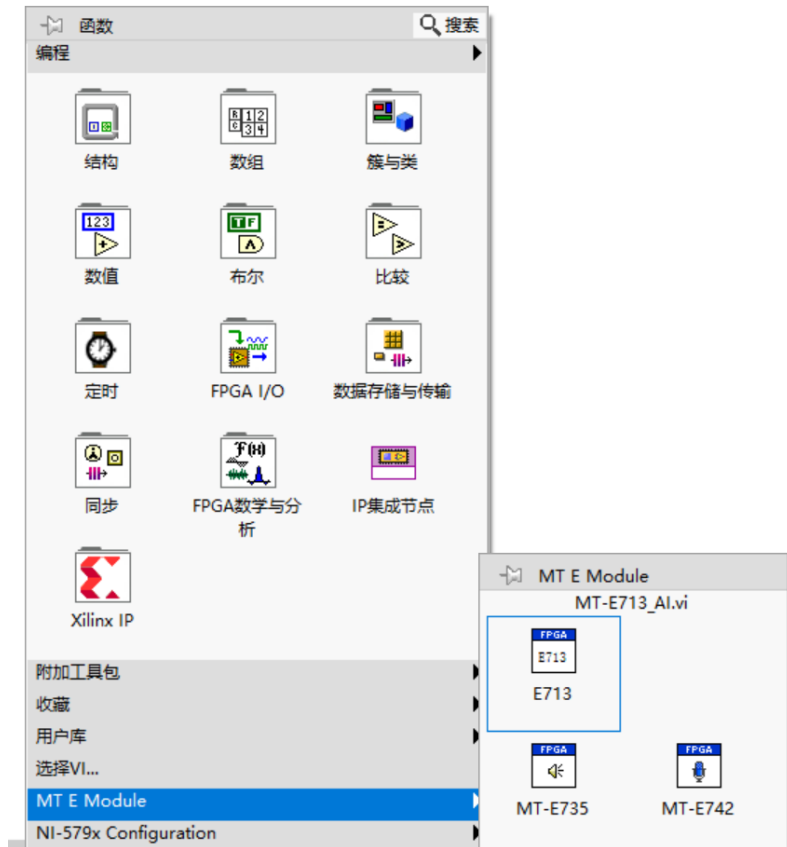 函数
搜索
编程
结构
数组
簇与类
123
数值
TF
布尔
比较
定时
FPGA I/O
数据存储与传输
同步
F(x)
FPGA数学与分
析
IP集成节点
Xilinx IP
附加工具包
收藏
用户库
选择VI...
MT E Module
NI-579x Configuration
MT E Module
MT-E713_AI.vi
FPGA
E713
E713
FPGA
MT-E735
FPGA
MT-E742